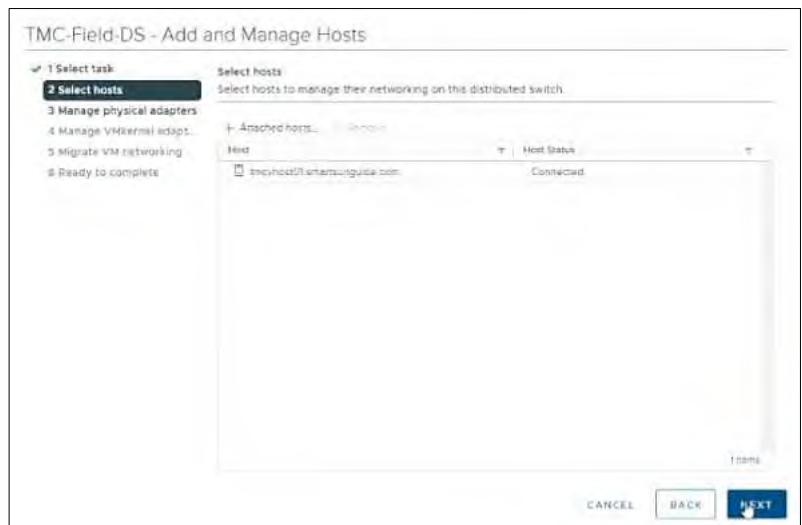 TMC-Field-DS - Add and Manage Hosts
1 Select task
2 Select hosts
3 Manage physical adapters
4 Manage VMkernel adapt...
5 Migrate VM networking
6 Ready to complete
Select hosts
Select hosts to manage their networking on this distributed switch.
+ Attached hosts... Remove
Host Host Status
Connected
1 items
CANCEL BACK NEXT